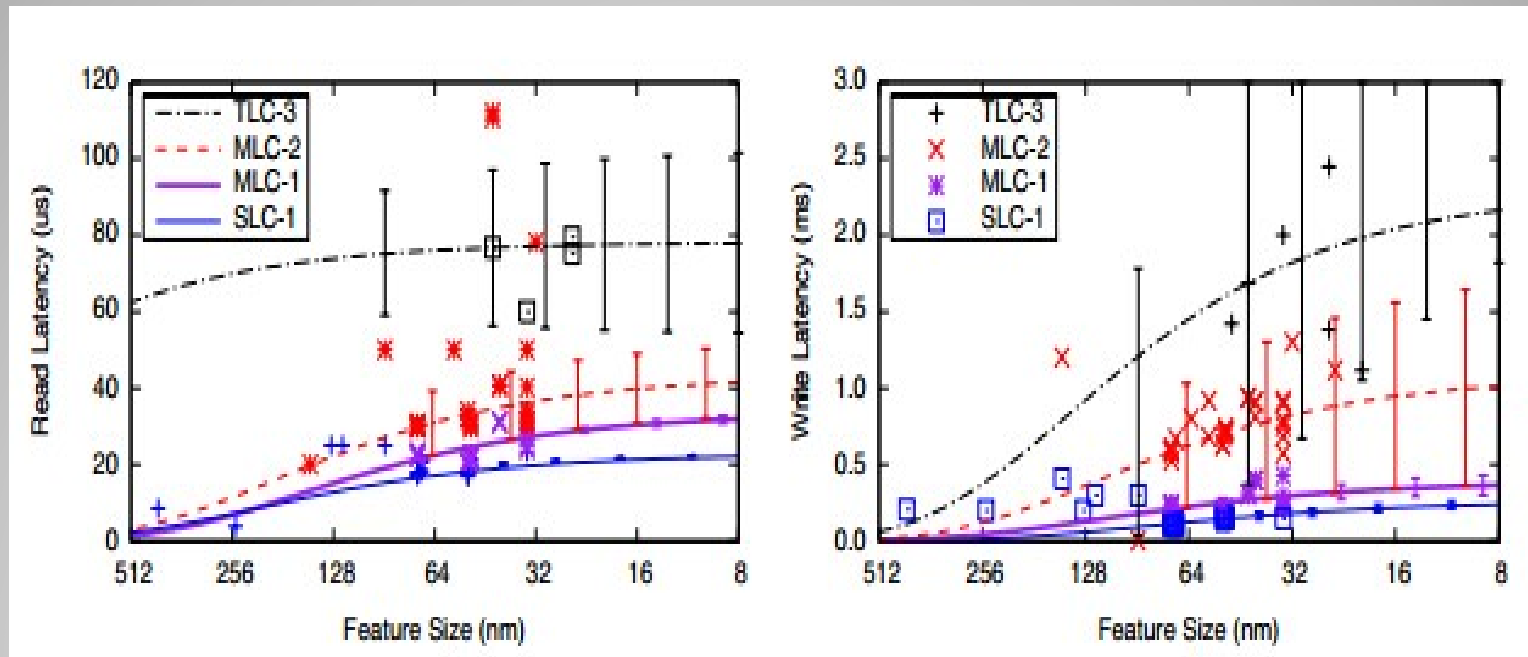 120
100
80
60
40
20
0
Read Latency (us)
TLC-3
MLC-2
MLC-1
SLC-1
512 256 128 64 32 16 8
Feature Size (nm)
3.0
2.5
2.0
1.5
1.0
0.5
0.0
Write Latency (ms)
TLC-3
MLC-2
MLC-1
SLC-1
512 256 128 64 32 16 8
Feature Size (nm)